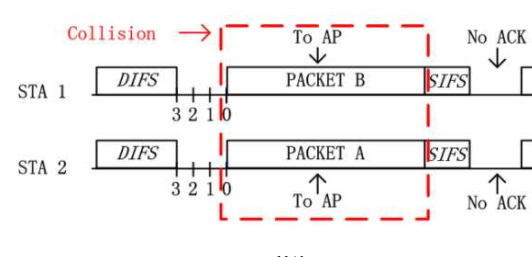 Collision To AP No ACK
STA 1 DIFS PACKET B SIFS
3 2 1 0
STA 2 DIFS PACKET A SIFS
3 2 1 0
To AP No ACK